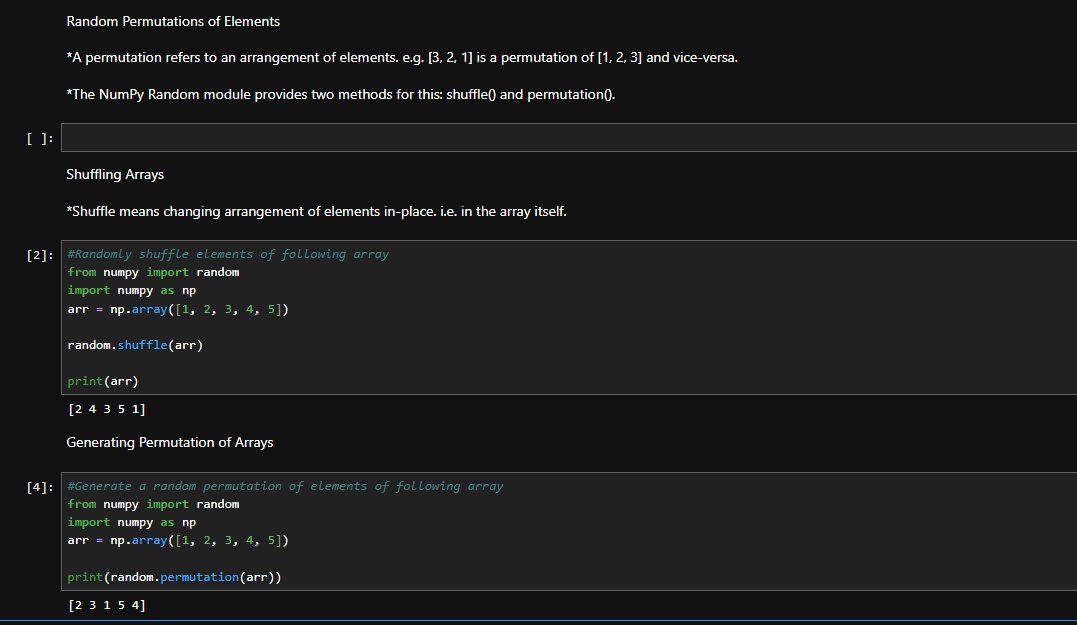 Random Permutations of Elements
*A permutation refers to an arrangement of elements. e.g. [3, 2, 1] is a permutation of [1, 2, 3] and vice-versa.
*The NumPy Random module provides two methods for this: shuffle() and permutation().
[ ]:
Shuffling Arrays
*Shuffle means changing arrangement of elements in-place. i.e. in the array itself.
[2]:
#Randomly shuffle elements of following array
from numpy import random
import numpy as np
arr = np.array([1, 2, 3, 4, 5])
random.shuffle(arr)
print(arr)
[2 4 3 5 1]
Generating Permutation of Arrays
[4]:
#Generate a random permutation of elements of following array
from numpy import random
import numpy as np
arr = np.array([1, 2, 3, 4, 5])
print(random.permutation(arr))
[2 3 1 5 4]